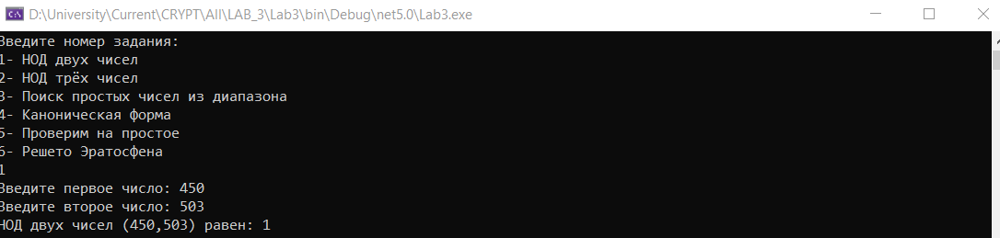 D:\University\Current\CRYPT\All\LAB_3\Lab3\bin\Debug\net5.0\Lab3.exe
Введите номер задания:
1- НОД двух чисел
2- НОД трёх чисел
3- Поиск простых чисел из диапазона
4- Каноническая форма
5- Проверим на простое
6- Решето Эратосфена
1
Введите первое число: 450
Введите второе число: 503
НОД двух чисел (450,503) равен: 1